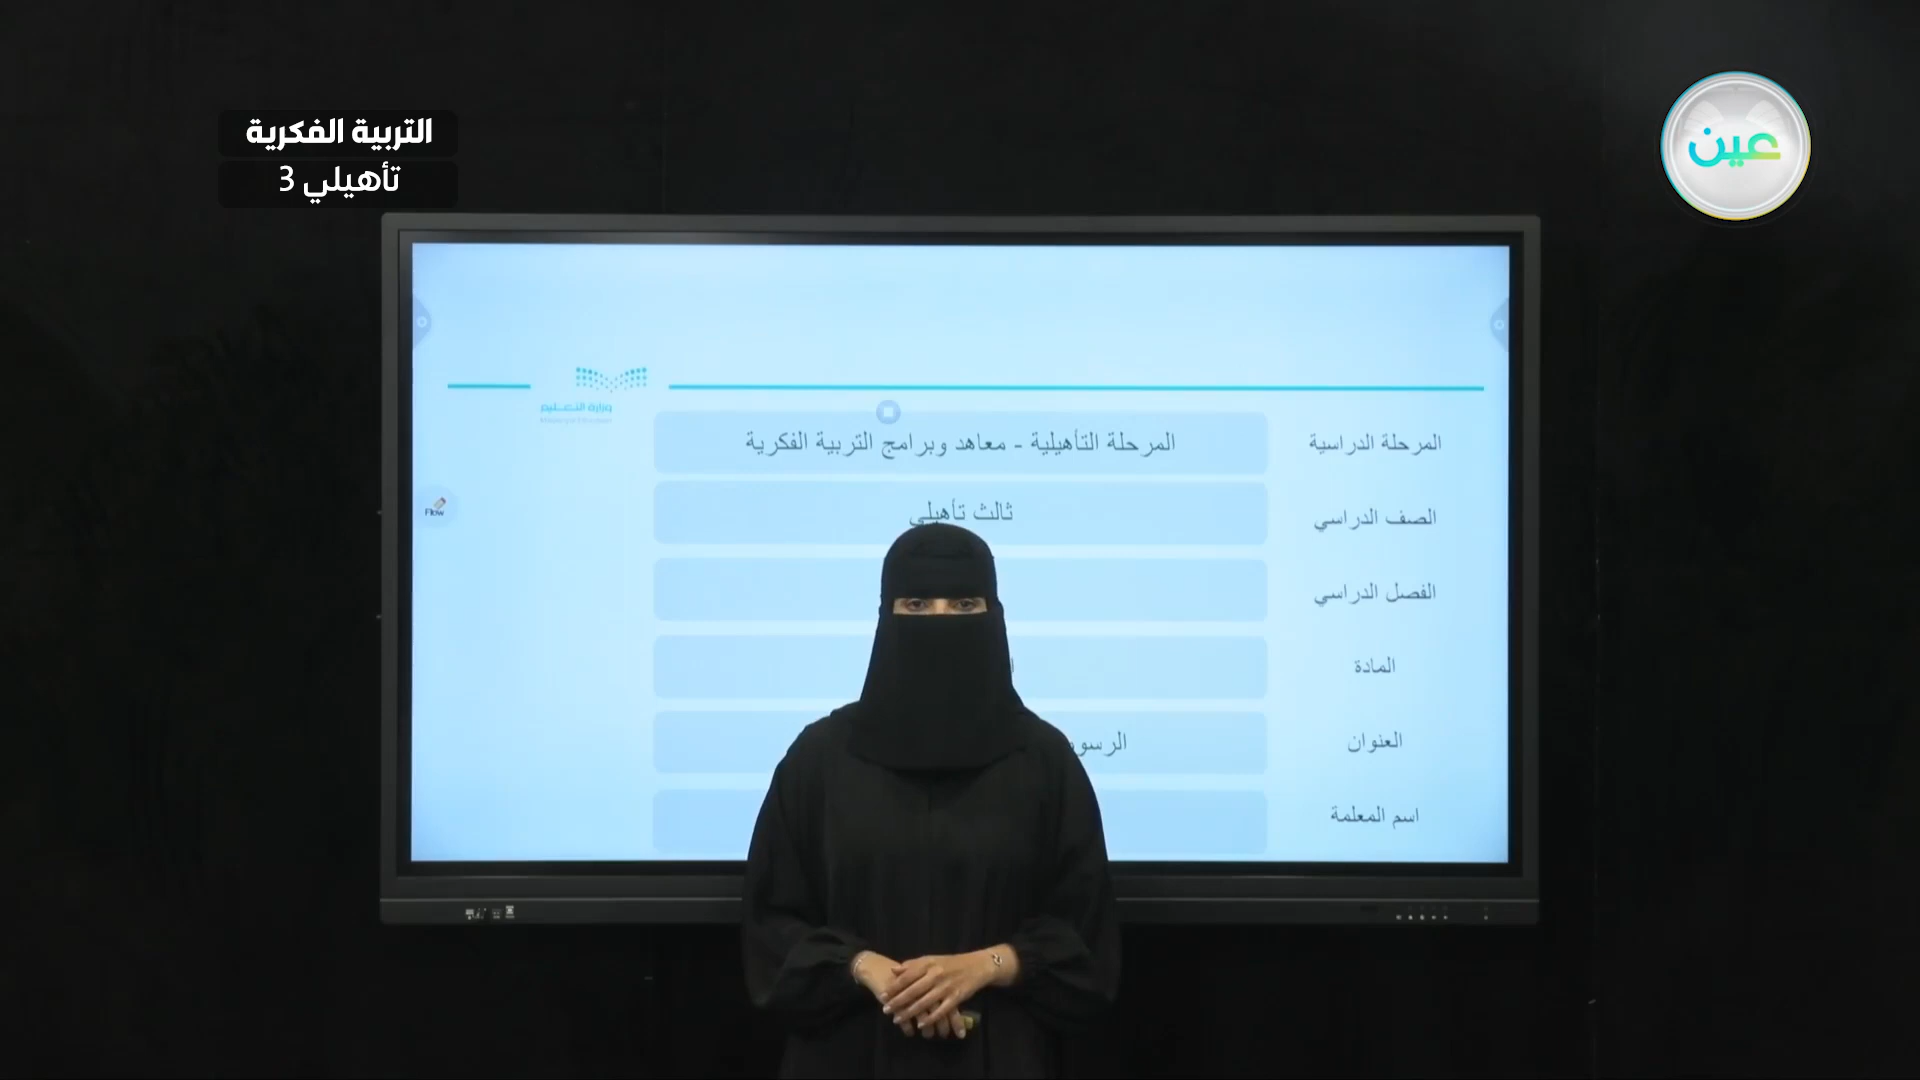 التربية الفكرية
تأهيلي 3
عين
وزارة التعليم
المرحلة الدراسية
المرحلة التأهيلية - معاهد وبرامج التربية الفكرية
الصف الدراسي
ثالث تأهيلي
Flow
الفصل الدراسي
المادة
العنوان
اسم المعلمة